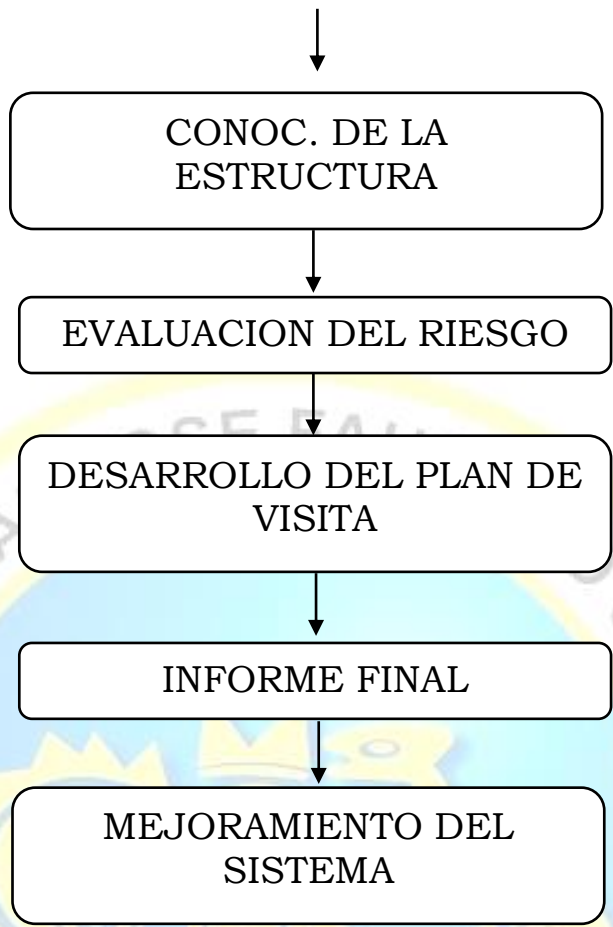 CONOC. DE LA
ESTRUCTURA
EVALUACION DEL RIESGO
DESARROLLO DEL PLAN DE
VISITA
INFORME FINAL
MEJORAMIENTO DEL
SISTEMA